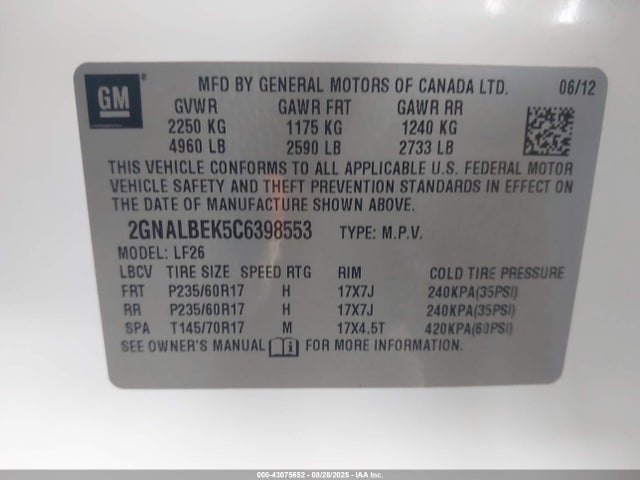 GM ® MFD BY GENERAL MOTORS OF CANADA LTD. 06/12
GVWR GAWR FRT GAWR RR
2250 KG 1175 KG 1240 KG
4960 LB 2590 LB 2733 LB
THIS VEHICLE CONFORMS TO ALL APPLICABLE U.S. FEDERAL MOTOR
VEHICLE SAFETY AND THEFT PREVENTION STANDARDS IN EFFECT ON
THE DATE OF MANUFACTURE SHOWN ABOVE.
2GNALBEK5C6398553 TYPE: M.P.V.
MODEL: LF26
LBCV TIRE SIZE SPEED RTG RIM COLD TIRE PRESSURE
FRT P235/60R17 H 17X7J 240KPA(35PSI)
RR P235/60R17 H 17X7J 240KPA(35PSI)
SPA T145/70R17 M 17X4.5T 420KPA(60PSI)
SEE OWNER'S MANUAL i FOR MORE INFORMATION.
000-43075652 - 08/28/2025 - IAA Inc.